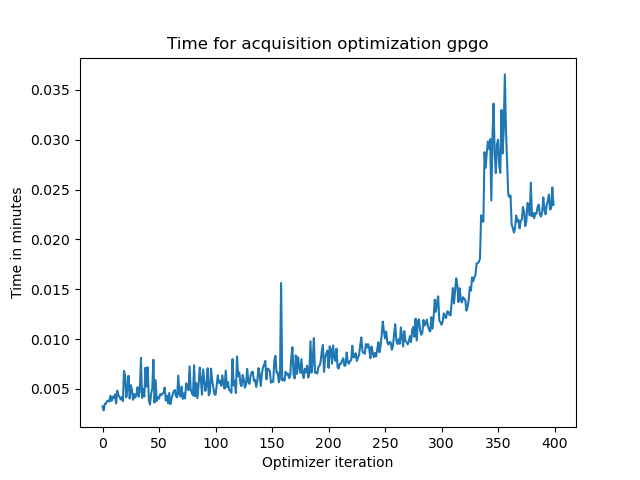 Time for acquisition optimization gpgo
0.035
0.030
0.025
0.020
0.015
0.010
0.005
Time in minutes
0 50 100 150 200 250 300 350 400
Optimizer iteration